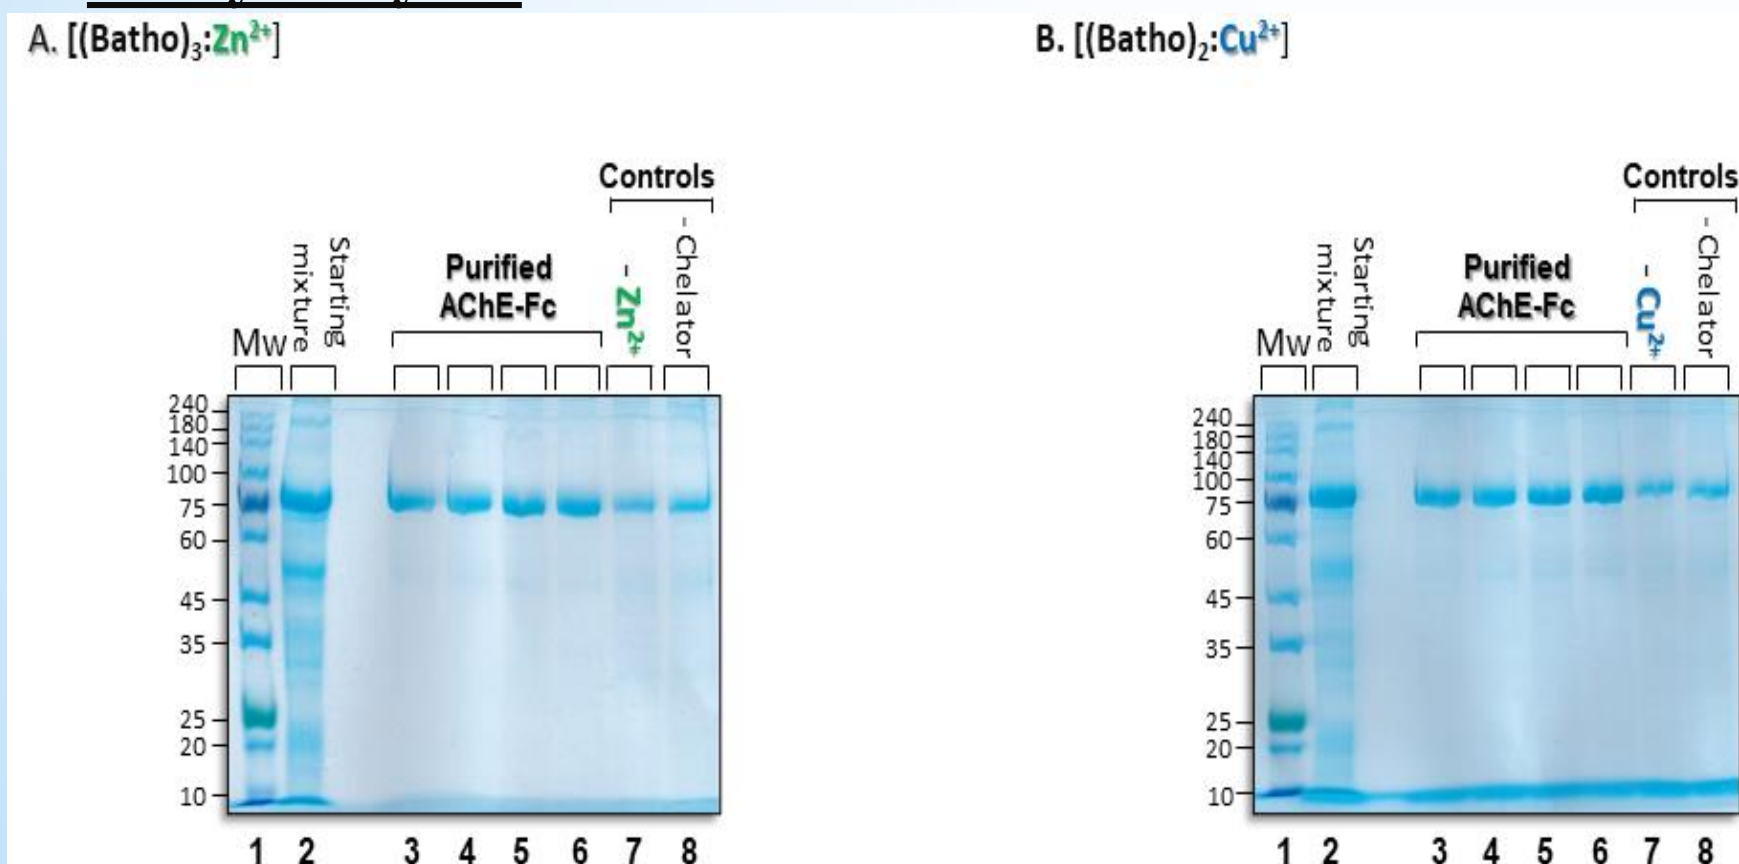 A. [(Batho)₃:Zn²⁺]
Controls
- Zn²⁺
- Chelator
Purified
AChE-Fc
Starting
mixture
Mw
240
180
140
100
75
60
45
35
25
20
10
1 2 3 4 5 6 7 8
B. [(Batho)₂:Cu²⁺]
Controls
- Cu²⁺
- Chelator
Purified
AChE-Fc
Starting
mixture
Mw
240
180
140
100
75
60
45
35
25
20
10
1 2 3 4 5 6 7 8